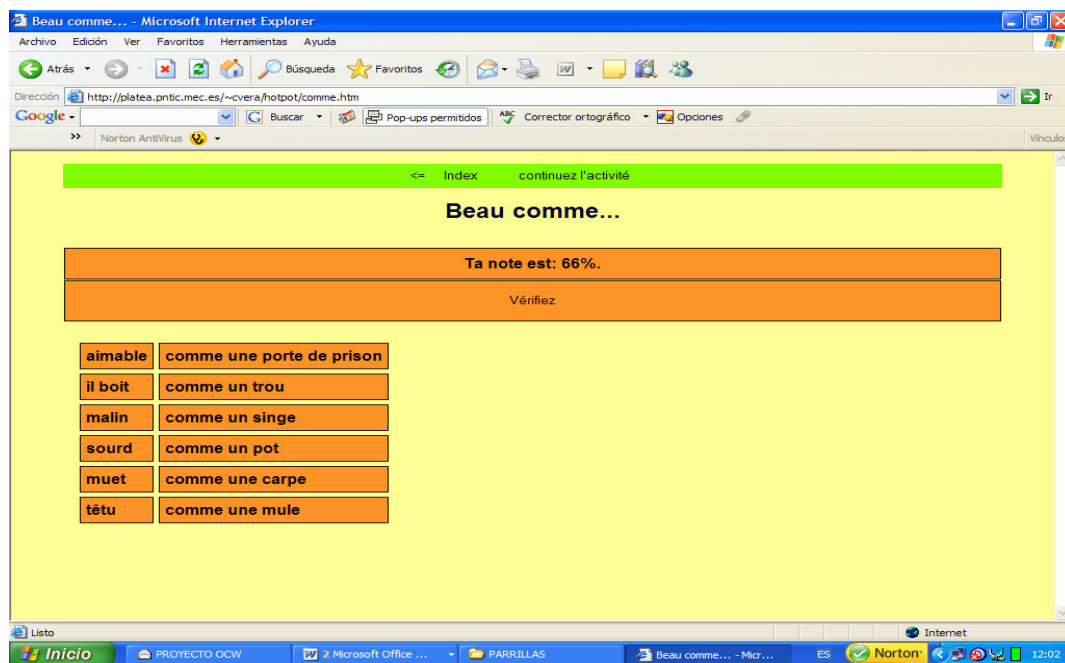 Beau comme... - Microsoft Internet Explorer
Archivo Edición Ver Favoritos Herramientas Ayuda
Atrás Búsqueda Favoritos
Dirección http://platea.pntic.mec.es/~cvera/hotpot/comme.htm Ir
Google Buscar Pop-ups permitidos ABC Corrector ortográfico Opciones
>> Norton AntiVirus Vínculos
<= Index continuez l'activité
Beau comme...
Ta note est: 66%.
Vérifiez
aimable comme une porte de prison
il boit comme un trou
malin comme un singe
sourd comme un pot
muet comme une carpe
têtu comme une mule
Listo Internet
Inicio PROYECTO OCW 2 Microsoft Office ... PARRILLAS Beau comme... - Micr... ES Norton 12:02